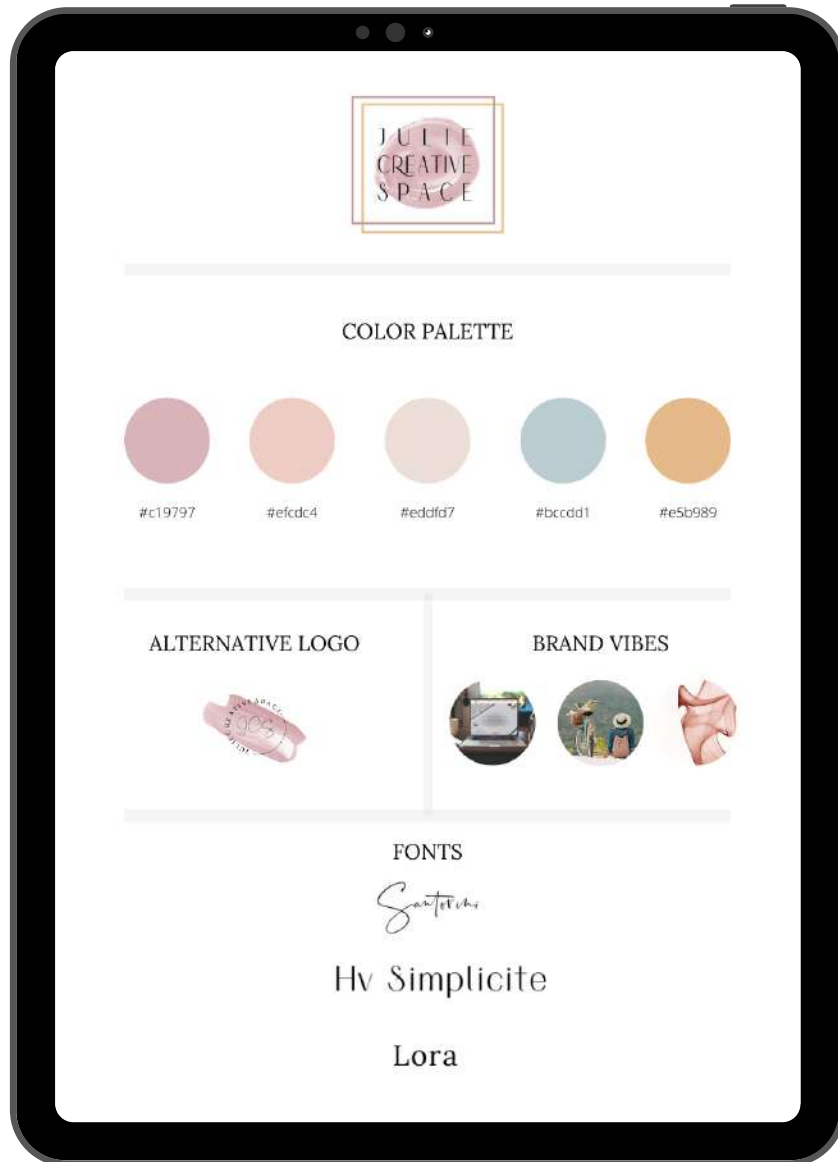 JULIE
CREATIVE
SPACE
COLOR PALETTE
#c19797
#efcdc4
#eddfd7
#bccdd1
#e5b989
ALTERNATIVE LOGO
BRAND VIBES
FONTS
Santorini
Hv Simplicite
Lora